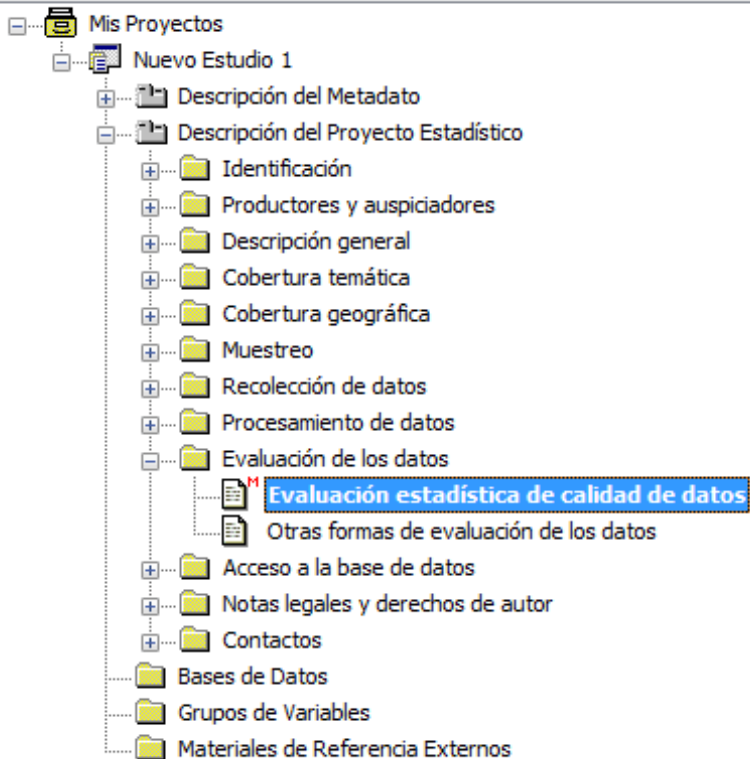 Mis Proyectos
Nuevo Estudio 1
Descripción del Metadato
Descripción del Proyecto Estadístico
Identificación
Productores y auspiciadores
Descripción general
Cobertura temática
Cobertura geográfica
Muestreo
Recolección de datos
Procesamiento de datos
Evaluación de los datos
M Evaluación estadística de calidad de datos
Otras formas de evaluación de los datos
Acceso a la base de datos
Notas legales y derechos de autor
Contactos
Bases de Datos
Grupos de Variables
Materiales de Referencia Externos